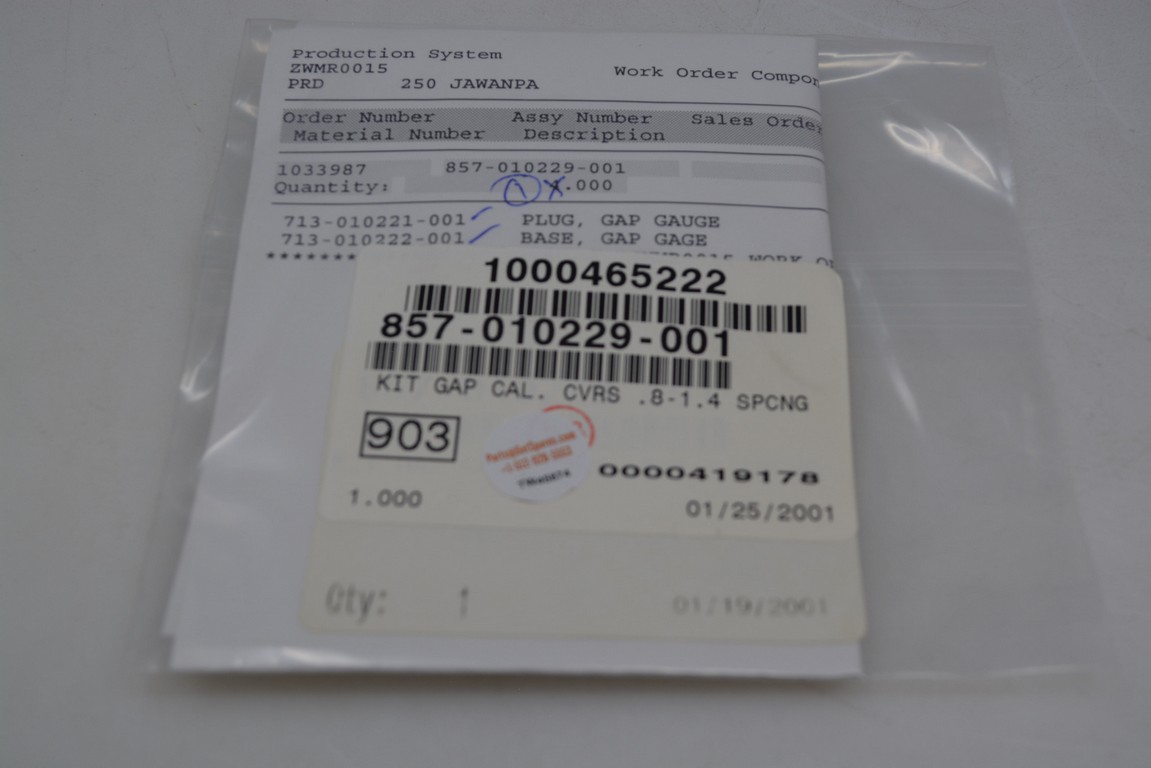 Production System
ZWMR0015 Work Order Compon
PRD 250 JAWANPA
Order Number Assy Number Sales Order
Material Number Description
1033987 857-010229-001
Quantity: 1 .000
713-010221-001 PLUG, GAP GAUGE
713-010222-001 BASE, GAP GAGE
******** WORK O
1000465222
857-010229-001
KIT GAP CAL. CVRS .8-1.4 SPCNG
903
0000419178
1.000 01/25/2001
Qty: 1 01/19/2001